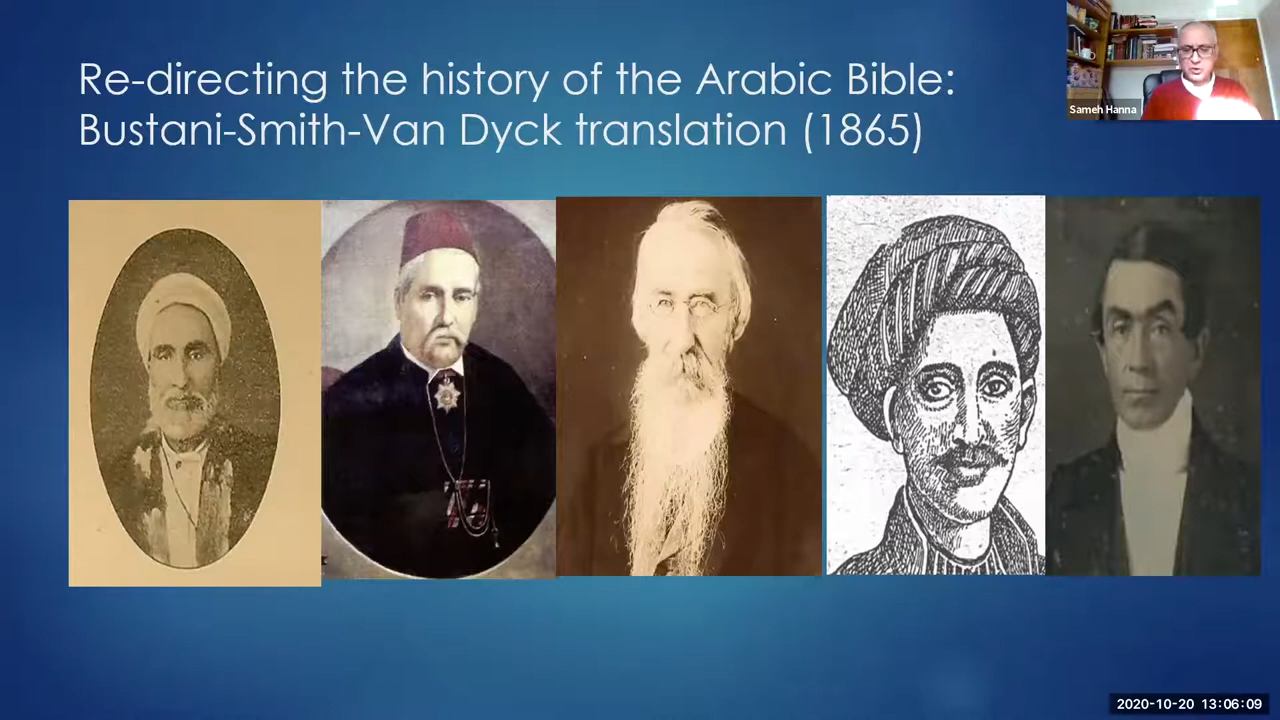 Re-directing the history of the Arabic Bible:
Bustani-Smith-Van Dyck translation (1865)
Sameh Hanna
2020-10-20 13:06:09